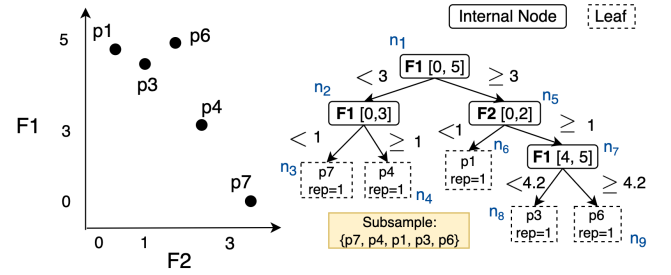 Internal Node
Leaf
5
p1
p6
p3
p4
F1
3
p7
0
0
1
3
F2
n1
F1 [0, 5]
< 3
≥ 3
n2
F1 [0,3]
n5
F2 [0,2]
< 1
≥ 1
<1
≥ 1
n3
p7
rep=1
p4
rep=1
n4
p1
rep=1
n6
F1 [4, 5]
n7
<4.2
≥ 4.2
n8
p3
rep=1
p6
rep=1
n9
Subsample:
{p7, p4, p1, p3, p6}